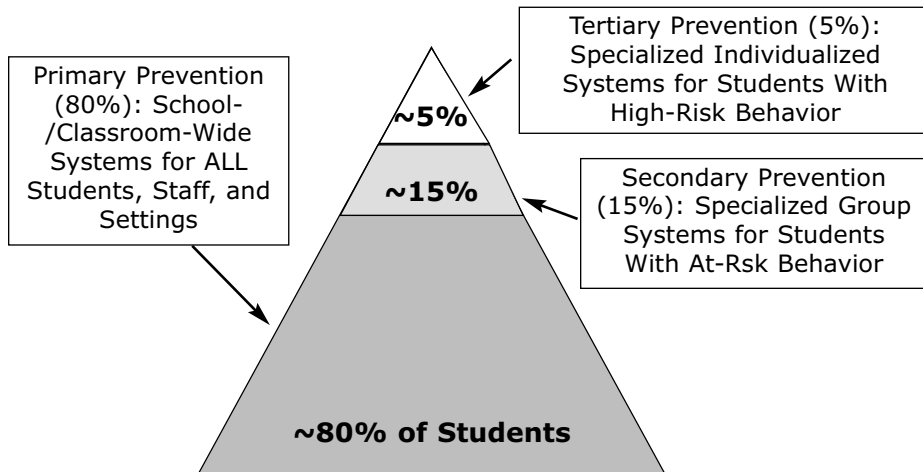 Primary Prevention
(80%): School-
/Classroom-Wide
Systems for ALL
Students, Staff, and
Settings
Tertiary Prevention (5%):
Specialized Individualized
Systems for Students With
High-Risk Behavior
~5%
~15%
Secondary Prevention
(15%): Specialized Group
Systems for Students
With At-Rsk Behavior
~80% of Students